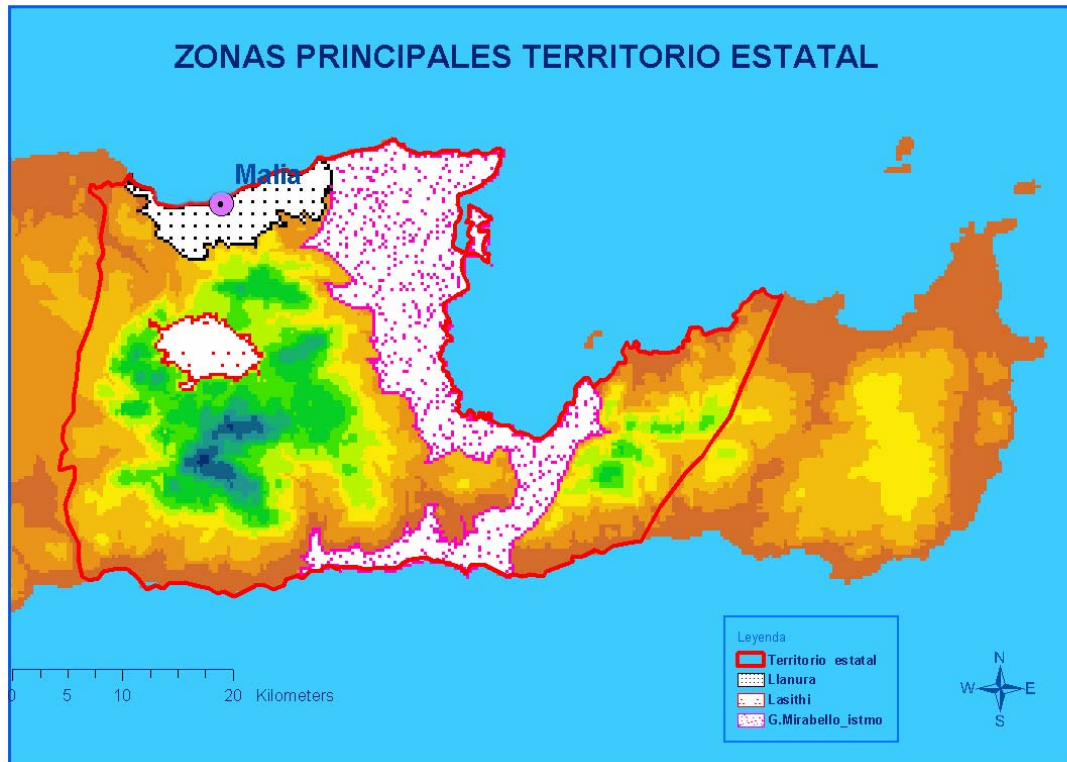 ZONAS PRINCIPALES TERRITORIO ESTATAL
Malia
Leyenda
Territorio estatal
Llanura
Lasithi
G.Mirabello_istmo
0 5 10 20 Kilometers
N
W E
S